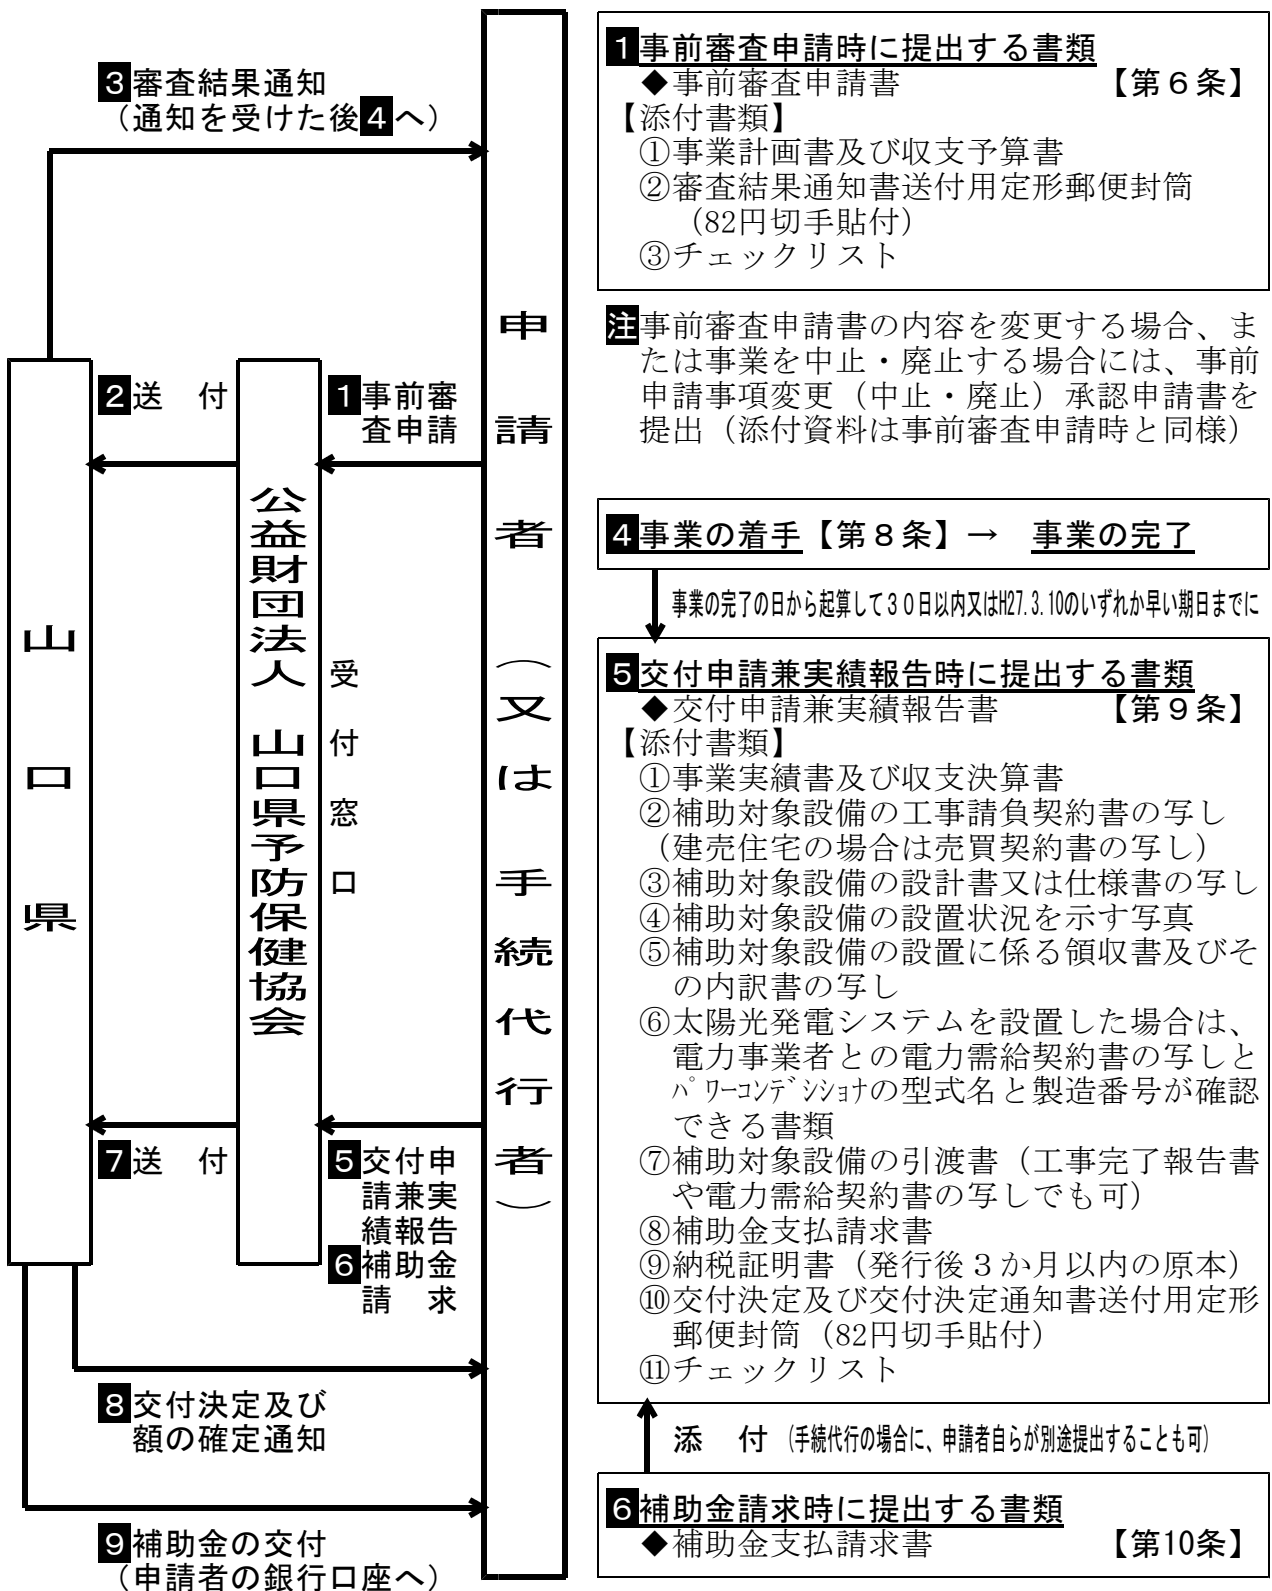 3審査結果通知
（通知を受けた後4へ）
2送　付
1事前審
査申請
山口県
公益財団法人　山口県予防保健協会
受付窓口
申請者（又は手続代行者）
7送　付
5交付申
請兼実
績報告
6補助金
請　求
8交付決定及び
額の確定通知
9補助金の交付
（申請者の銀行口座へ）
1事前審査申請時に提出する書類
◆事前審査申請書　【第６条】
【添付書類】
①事業計画書及び収支予算書
②審査結果通知書送付用定形郵便封筒
（82円切手貼付）
③チェックリスト
注事前審査申請書の内容を変更する場合、ま
たは事業を中止・廃止する場合には、事前
申請事項変更（中止・廃止）承認申請書を
提出（添付資料は事前審査申請時と同様）
4事業の着手【第８条】→　事業の完了
事業の完了の日から起算して３０日以内又はH27.3.10のいずれか早い期日までに
5交付申請兼実績報告時に提出する書類
◆交付申請兼実績報告書　【第９条】
【添付書類】
①事業実績書及び収支決算書
②補助対象設備の工事請負契約書の写し
（建売住宅の場合は売買契約書の写し）
③補助対象設備の設計書又は仕様書の写し
④補助対象設備の設置状況を示す写真
⑤補助対象設備の設置に係る領収書及びそ
の内訳書の写し
⑥太陽光発電システムを設置した場合は、
電力事業者との電力需給契約書の写しと
ﾊﾟﾜｰｺﾝﾃﾞｼｼｮﾅの型式名と製造番号が確認
できる書類
⑦補助対象設備の引渡書（工事完了報告書
や電力需給契約書の写しでも可）
⑧補助金支払請求書
⑨納税証明書（発行後３か月以内の原本）
⑩交付決定及び交付決定通知書送付用定形
郵便封筒（82円切手貼付）
⑪チェックリスト
添　付　（手続代行の場合に、申請者自らが別途提出することも可）
6補助金請求時に提出する書類
◆補助金支払請求書　【第10条】